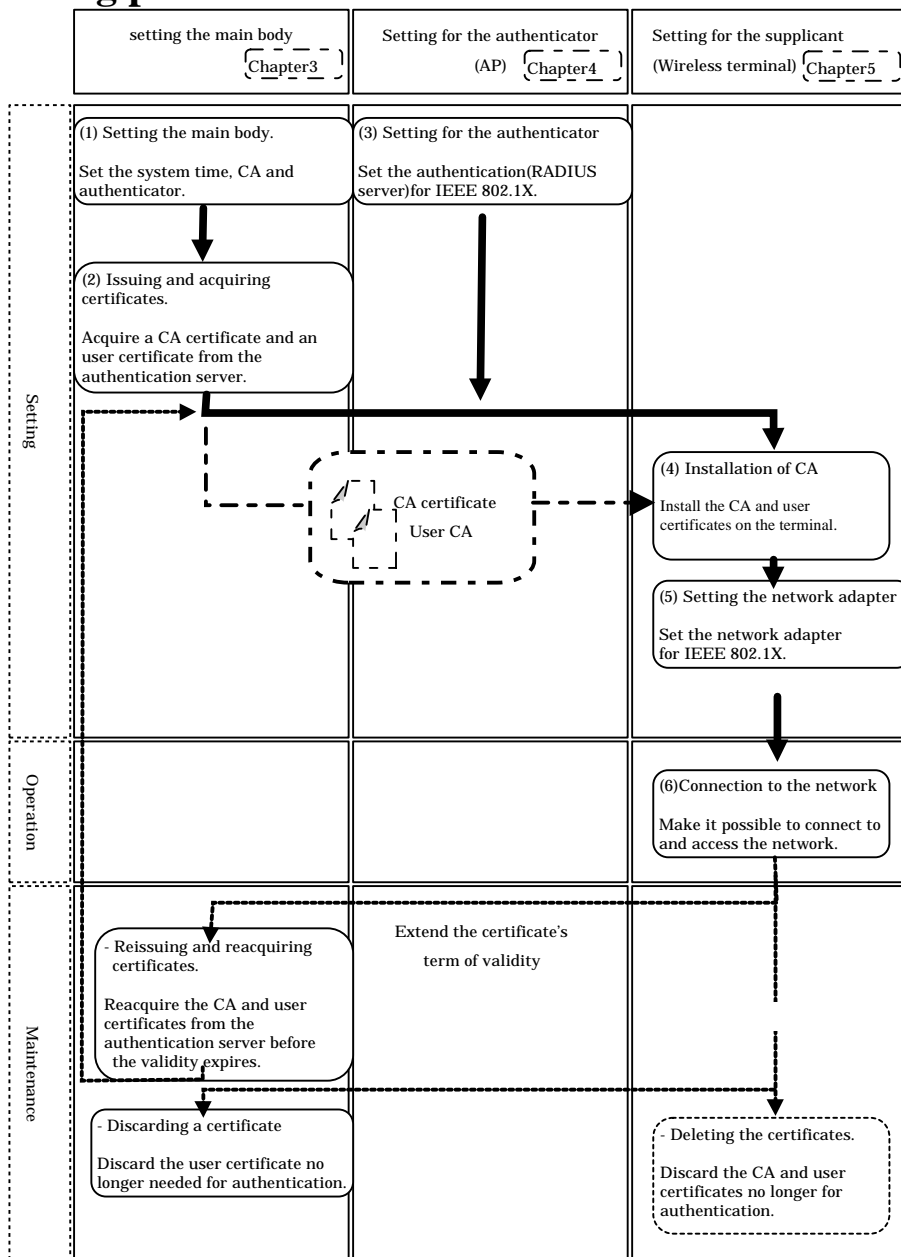 setting the main body
Chapter3
Setting for the authenticator
(AP) Chapter4
Setting for the supplicant
(Wireless terminal) Chapter5
Setting
(1) Setting the main body.
Set the system time, CA and
authenticator.
(3) Setting for the authenticator
Set the authentication(RADIUS
server)for IEEE 802.1X.
(2) Issuing and acquiring
certificates.
Acquire a CA certificate and an
user certificate from the
authentication server.
CA certificate
User CA
(4) Installation of CA
Install the CA and user
certificates on the terminal.
(5) Setting the network adapter
Set the network adapter
for IEEE 802.1X.
Operation
(6)Connection to the network
Make it possible to connect to
and access the network.
Maintenance
- Reissuing and reacquiring
certificates.
Reacquire the CA and user
certificates from the
authentication server before
the validity expires.
Extend the certificate's
term of validity
- Discarding a certificate
Discard the user certificate no
longer needed for authentication.
- Deleting the certificates.
Discard the CA and user
certificates no longer for
authentication.